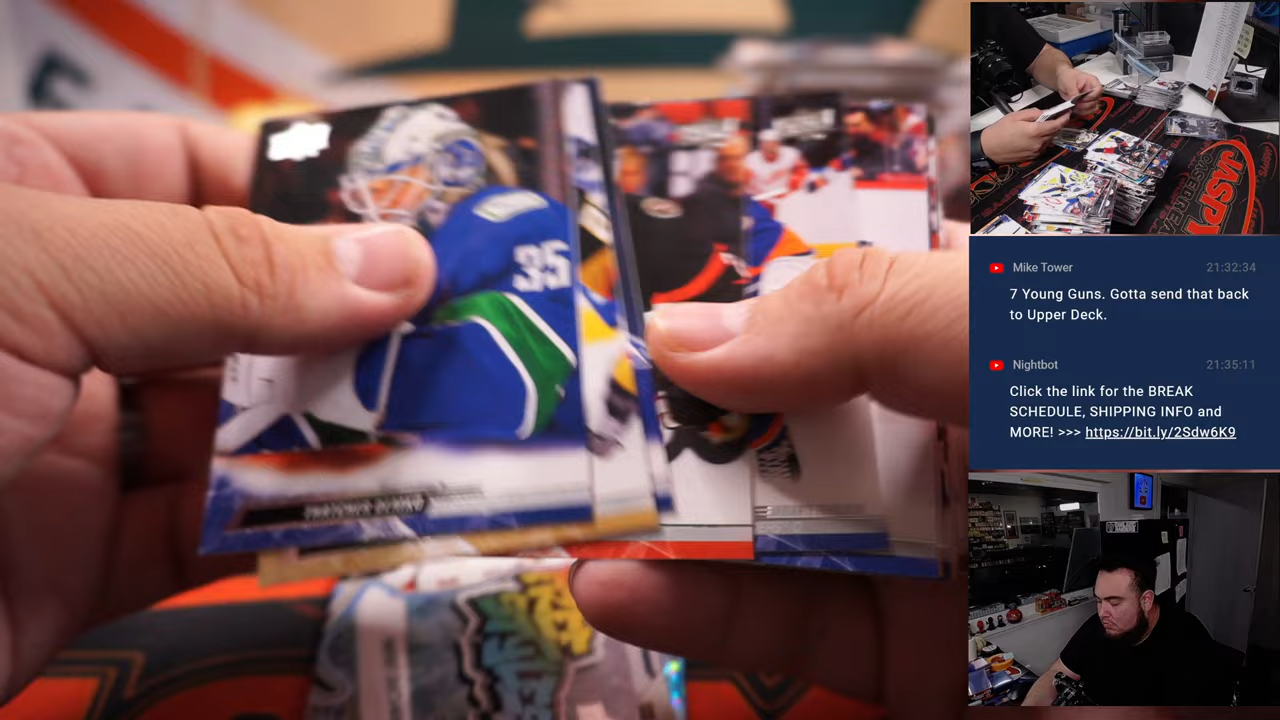 35
JASPY
Mike Tower 21:32:34
7 Young Guns. Gotta send that back
to Upper Deck.
Nightbot 21:35:11
Click the link for the BREAK
SCHEDULE, SHIPPING INFO and
MORE! >>> https://bit.ly/2Sdw6K9